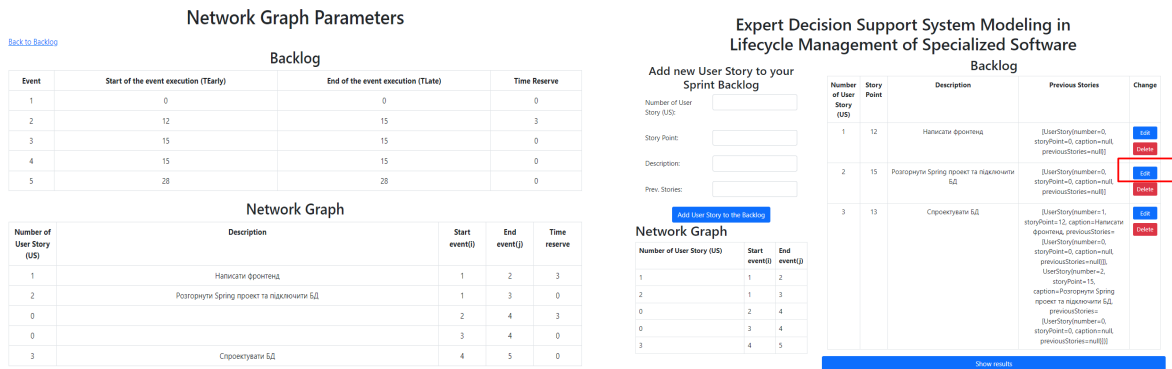 Network Graph Parameters
Back to Backlog
Backlog
Event Start of the event execution (TEarly) End of the event execution (TLate) Time Reserve
1 0 0 0
2 12 15 3
3 15 15 0
4 15 15 0
5 28 28 0
Network Graph
Number of User Story (US) Description Start event(i) End event(j) Time reserve
1 Написати фронтенд 1 2 3
2 Розгорнути Spring проект та підключити БД 1 3 0
0 2 4 3
0 3 4 0
3 Спроектувати БД 4 5 0
Expert Decision Support System Modeling in
Lifecycle Management of Specialized Software
Add new User Story to your
Sprint Backlog
Number of User
Story (US):
Story Point:
Description:
Prev. Stories:
Add User Story to the Backlog
Network Graph
Number of User Story (US) Start event(i) End event(j)
1 1 2
2 1 3
0 2 4
0 3 4
3 4 5
Backlog
Number of User Story (US) Story Point Description Previous Stories Change
1 12 Написати фронтенд [UserStory{number=0,
storyPoint=0, caption=null,
previousStories=null}]
Edit
Delete
2 15 Розгорнути Spring проект та підключити
БД
[UserStory{number=0,
storyPoint=0, caption=null,
previousStories=null}]
Edit
Delete
3 13 Спроектувати БД [UserStory{number=1,
storyPoint=12, caption=Написати
фронтенд, previousStories=
[UserStory{number=0,
storyPoint=0, caption=null,
previousStories=null}]},
UserStory{number=2,
storyPoint=15,
caption=Розгорнути Spring
проект та підключити БД,
previousStories=
[UserStory{number=0,
storyPoint=0, caption=null,
previousStories=null}]}]
Edit
Delete
Show results